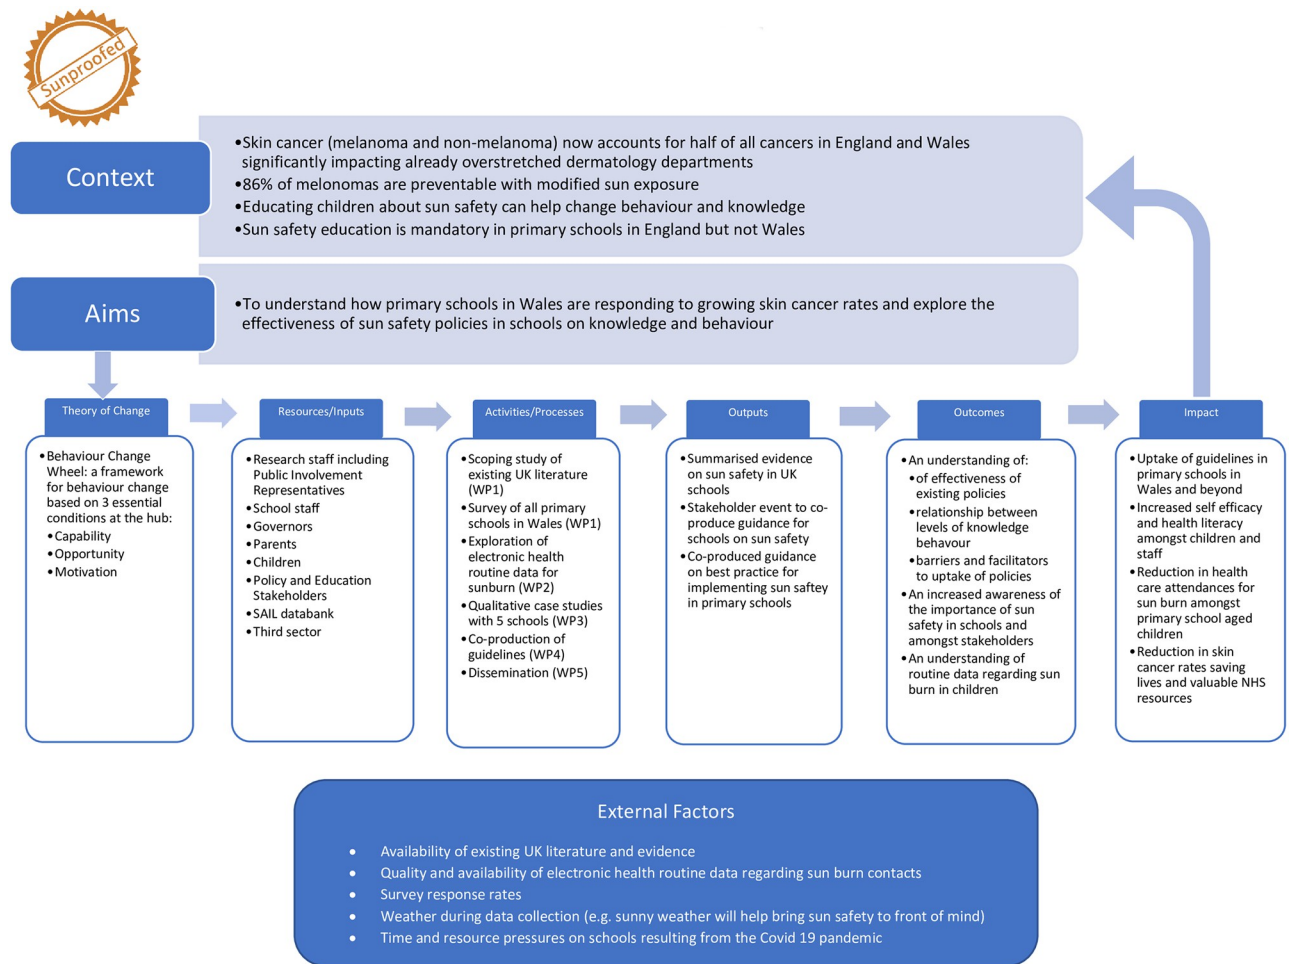 Sunproofed
Context
•Skin cancer (melanoma and non-melanoma) now accounts for half of all cancers in England and Wales
significantly impacting already overstretched dermatology departments
•86% of melonomas are preventable with modified sun exposure
•Educating children about sun safety can help change behaviour and knowledge
•Sun safety education is mandatory in primary schools in England but not Wales
Aims
•To understand how primary schools in Wales are responding to growing skin cancer rates and explore the
effectiveness of sun safety policies in schools on knowledge and behaviour
Theory of Change
•Behaviour Change
Wheel: a framework
for behaviour change
based on 3 essential
conditions at the hub:
•Capability
•Opportunity
•Motivation
Resources/Inputs
•Research staff including
Public Involvement
Representatives
•School staff
•Governors
•Parents
•Children
•Policy and Education
Stakeholders
•SAIL databank
•Third sector
Activities/Processes
•Scoping study of
existing UK literature
(WP1)
•Survey of all primary
schools in Wales (WP1)
•Exploration of
electronic health
routine data for
sunburn (WP2)
•Qualitative case studies
with 5 schools (WP3)
•Co-production of
guidelines (WP4)
•Dissemination (WP5)
Outputs
•Summarised evidence
on sun safety in UK
schools
•Stakeholder event to co-
produce guidance for
schools on sun safety
•Co-produced guidance
on best practice for
implementing sun saftey
in primary schools
Outcomes
•An understanding of:
•of effectiveness of
existing policies
•relationship between
levels of knowledge
behavour
•barriers and facilitators
to uptake of policies
•An increased awareness of
the importance of sun
safety in schools and
amongst stakeholders
•An understanding of
routine data regarding sun
burn in children
Impact
•Uptake of guidelines in
primary schools in
Wales and beyond
•Increased self efficacy
and health literacy
amongst children and
staff
•Reduction in health
care attendances for
sun burn amongst
primary school aged
children
•Reduction in skin
cancer rates saving
lives and valuable NHS
resources
External Factors
• Availability of existing UK literature and evidence
• Quality and availability of electronic health routine data regarding sun burn contacts
• Survey response rates
• Weather during data collection (e.g. sunny weather will help bring sun safety to front of mind)
• Time and resource pressures on schools resulting from the Covid 19 pandemic